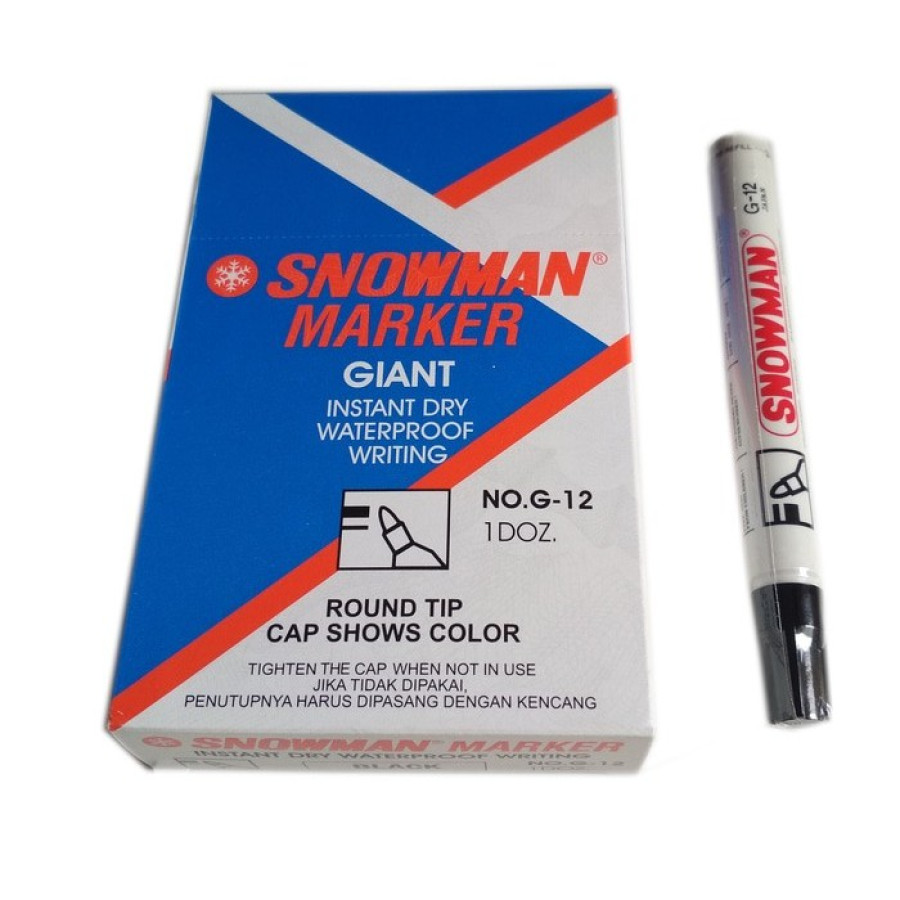 SNOWMAN®
MARKER
GIANT
INSTANT DRY
WATERPROOF
WRITING
NO.G-12
1DOZ.
ROUND TIP
CAP SHOWS COLOR
TIGHTEN THE CAP WHEN NOT IN USE
JIKA TIDAK DIPAKAI,
PENUTUPNYA HARUS DIPASANG DENGAN KENCANG
SNOWMAN® MARKER
INSTANT DRY WATERPROOF WRITING
BLACK
NO.G-12
1DOZ.
SNOWMAN®
G-12
JAPAN